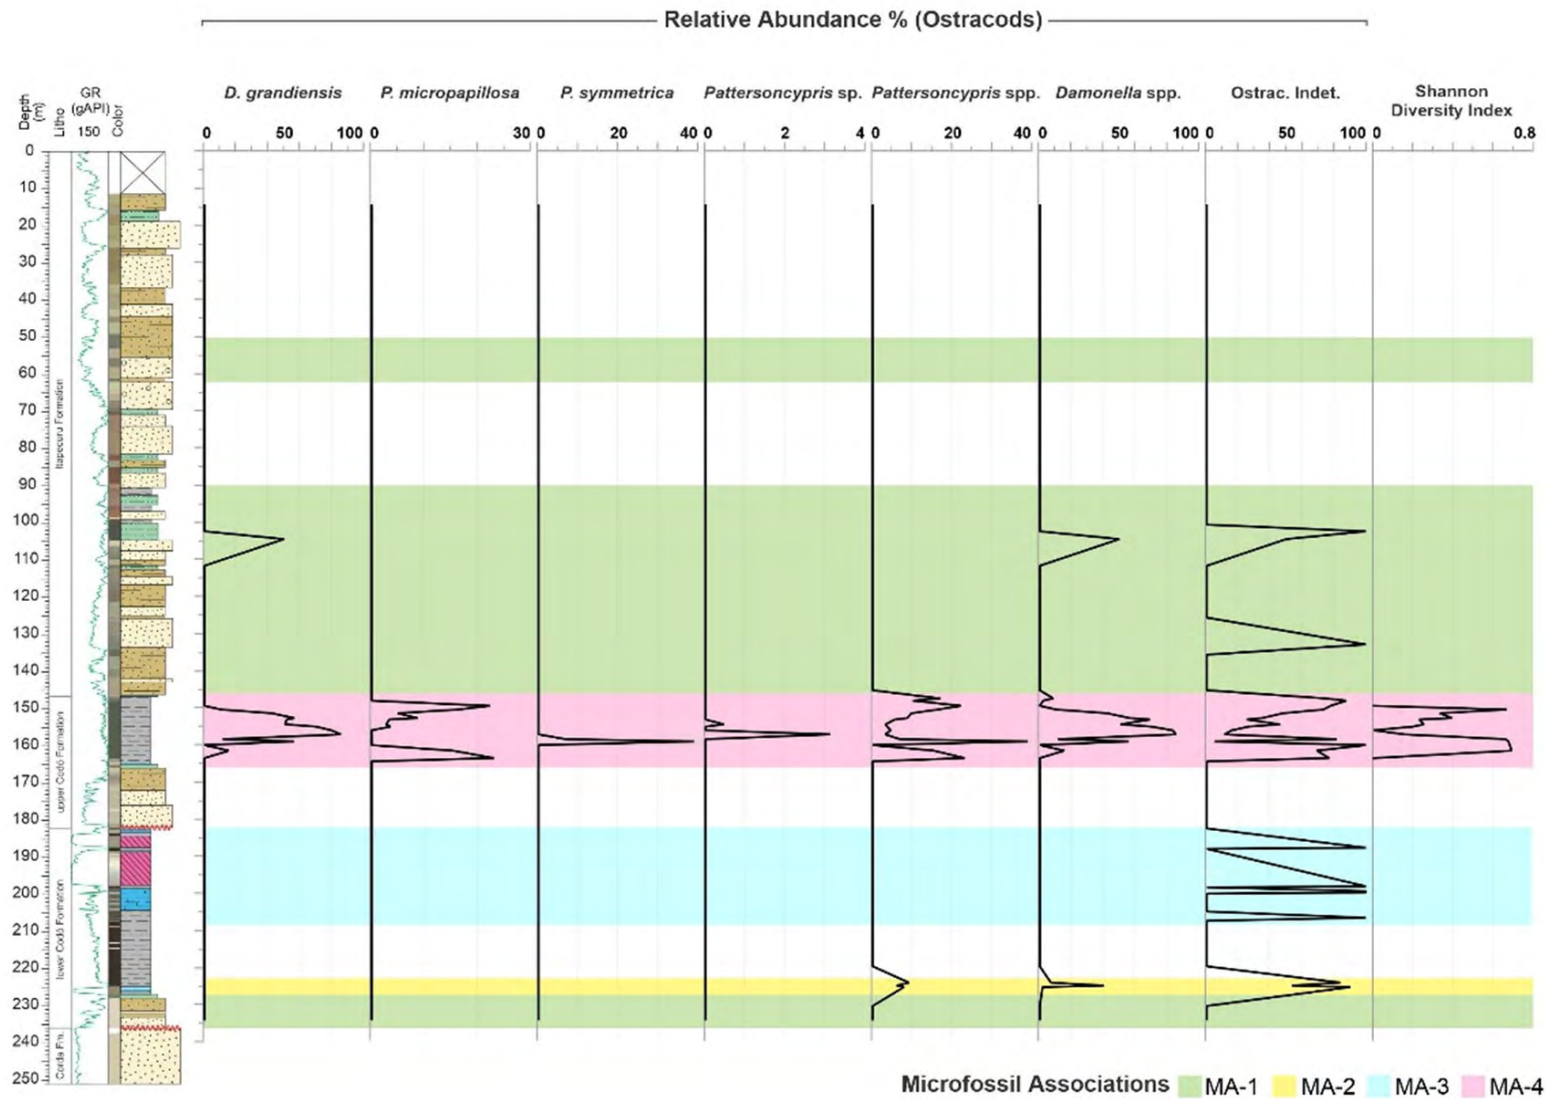 Relative Abundance % (Ostracods)
Depth (m)
Litho
GR (gAPI)
150
Color
D. grandiensis
P. micropapillosa
P. symmetrica
Pattersoncypris sp.
Pattersoncypris spp.
Damonella spp.
Ostrac. Indet.
Shannon Diversity Index
0 50 100
0 30
0 20 40
0 2 4
0 20 40
0 50 100
0 50 100
0 0.8
0
10
20
30
40
50
60
70
80
90
100
110
120
130
140
150
160
170
180
190
200
210
220
230
240
250
Itapecuru Formation
upper Codó Formation
lower Codó Formation
Corda Fm.
Microfossil Associations MA-1 MA-2 MA-3 MA-4